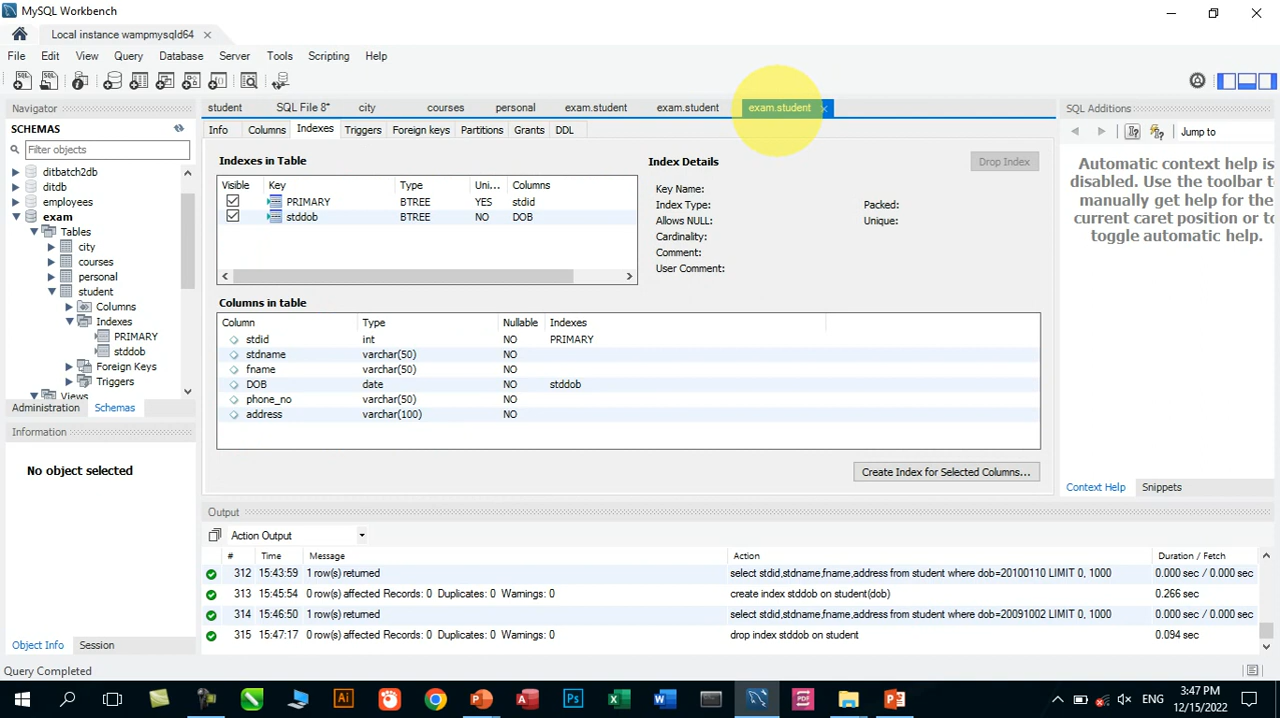 MySQL Workbench
Local instance wampmysqld64
File Edit View Query Database Server Tools Scripting Help
Navigator
SCHEMAS
Filter objects
ditbatch2db
ditdb
employees
exam
Tables
city
courses
personal
student
Columns
Indexes
PRIMARY
stddob
Foreign Keys
Triggers
Views
Administration Schemas
Information
No object selected
Object Info Session
student SQL File 8* city courses personal exam.student exam.student exam.student
Info Columns Indexes Triggers Foreign keys Partitions Grants DDL
Indexes in Table
Visible Key Type Uni... Columns
PRIMARY BTREE YES stdid
stddob BTREE NO DOB
Index Details
Drop Index
Key Name:
Index Type: Packed:
Allows NULL: Unique:
Cardinality:
Comment:
User Comment:
Columns in table
Column Type Nullable Indexes
stdid int NO PRIMARY
stdname varchar(50) NO
fname varchar(50) NO
DOB date NO stddob
phone_no varchar(50) NO
address varchar(100) NO
Create Index for Selected Columns...
SQL Additions
Jump to
Automatic context help is
disabled. Use the toolbar to
manually get help for the
current caret position or to
toggle automatic help.
Context Help Snippets
Output
Action Output
# Time Message Action Duration / Fetch
312 15:43:59 1 row(s) returned select stdid,stdname,fname,address from student where dob=20100110 LIMIT 0, 1000 0.000 sec / 0.000 sec
313 15:45:54 0 row(s) affected Records: 0 Duplicates: 0 Warnings: 0 create index stddob on student(dob) 0.266 sec
314 15:46:50 1 row(s) returned select stdid,stdname,fname,address from student where dob=20091002 LIMIT 0, 1000 0.000 sec / 0.000 sec
315 15:47:17 0 row(s) affected Records: 0 Duplicates: 0 Warnings: 0 drop index stddob on student 0.094 sec
Query Completed
ENG
3:47 PM
12/15/2022